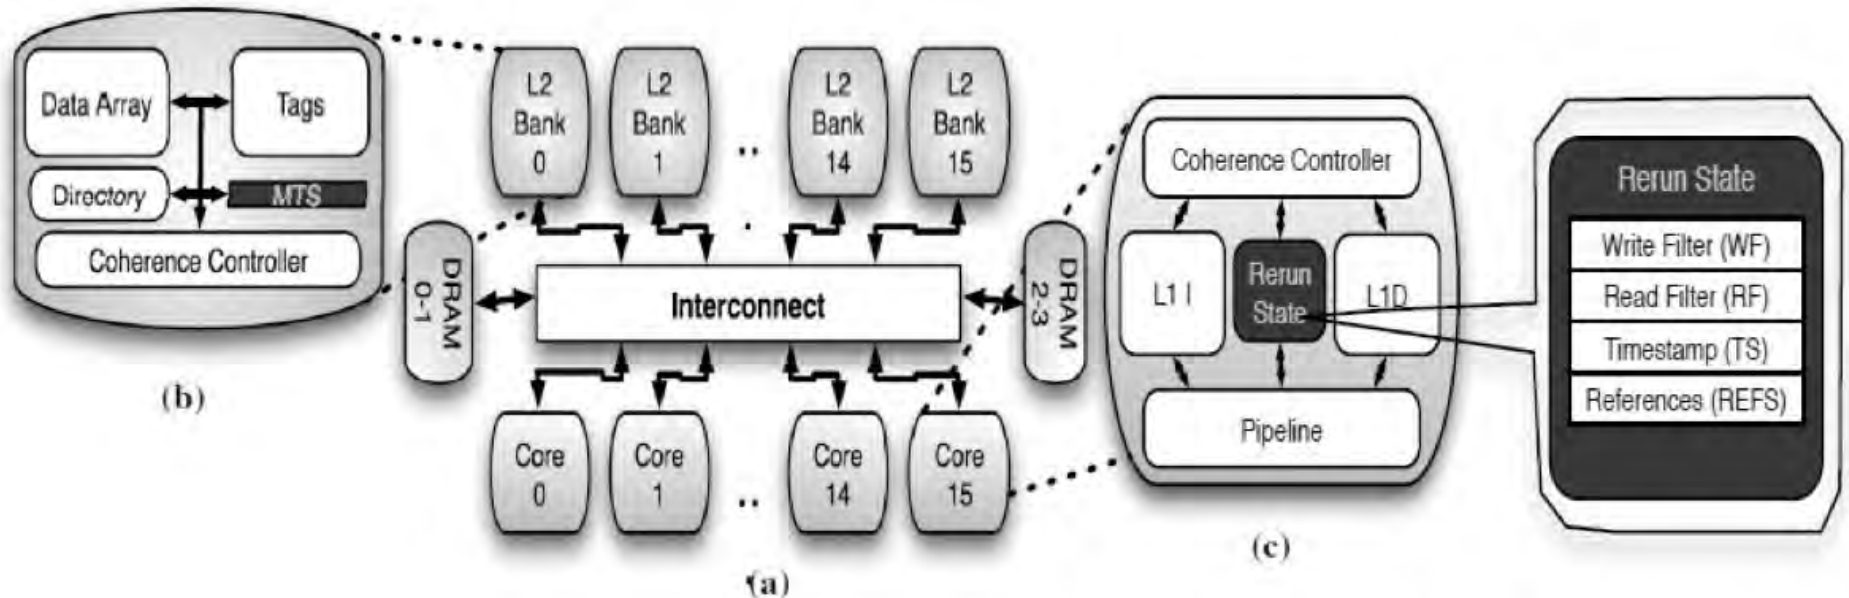 Data Array
Tags
Directory
MTS
Coherence Controller
(b)
L2
Bank
0
L2
Bank
1
..
L2
Bank
14
L2
Bank
15
DRAM
0-1
Interconnect
DRAM
2-3
Core
0
Core
1
..
Core
14
Core
15
(a)
Coherence Controller
L1 I
Rerun
State
L1D
Pipeline
(c)
Rerun State
Write Filter (WF)
Read Filter (RF)
Timestamp (TS)
References (REFS)